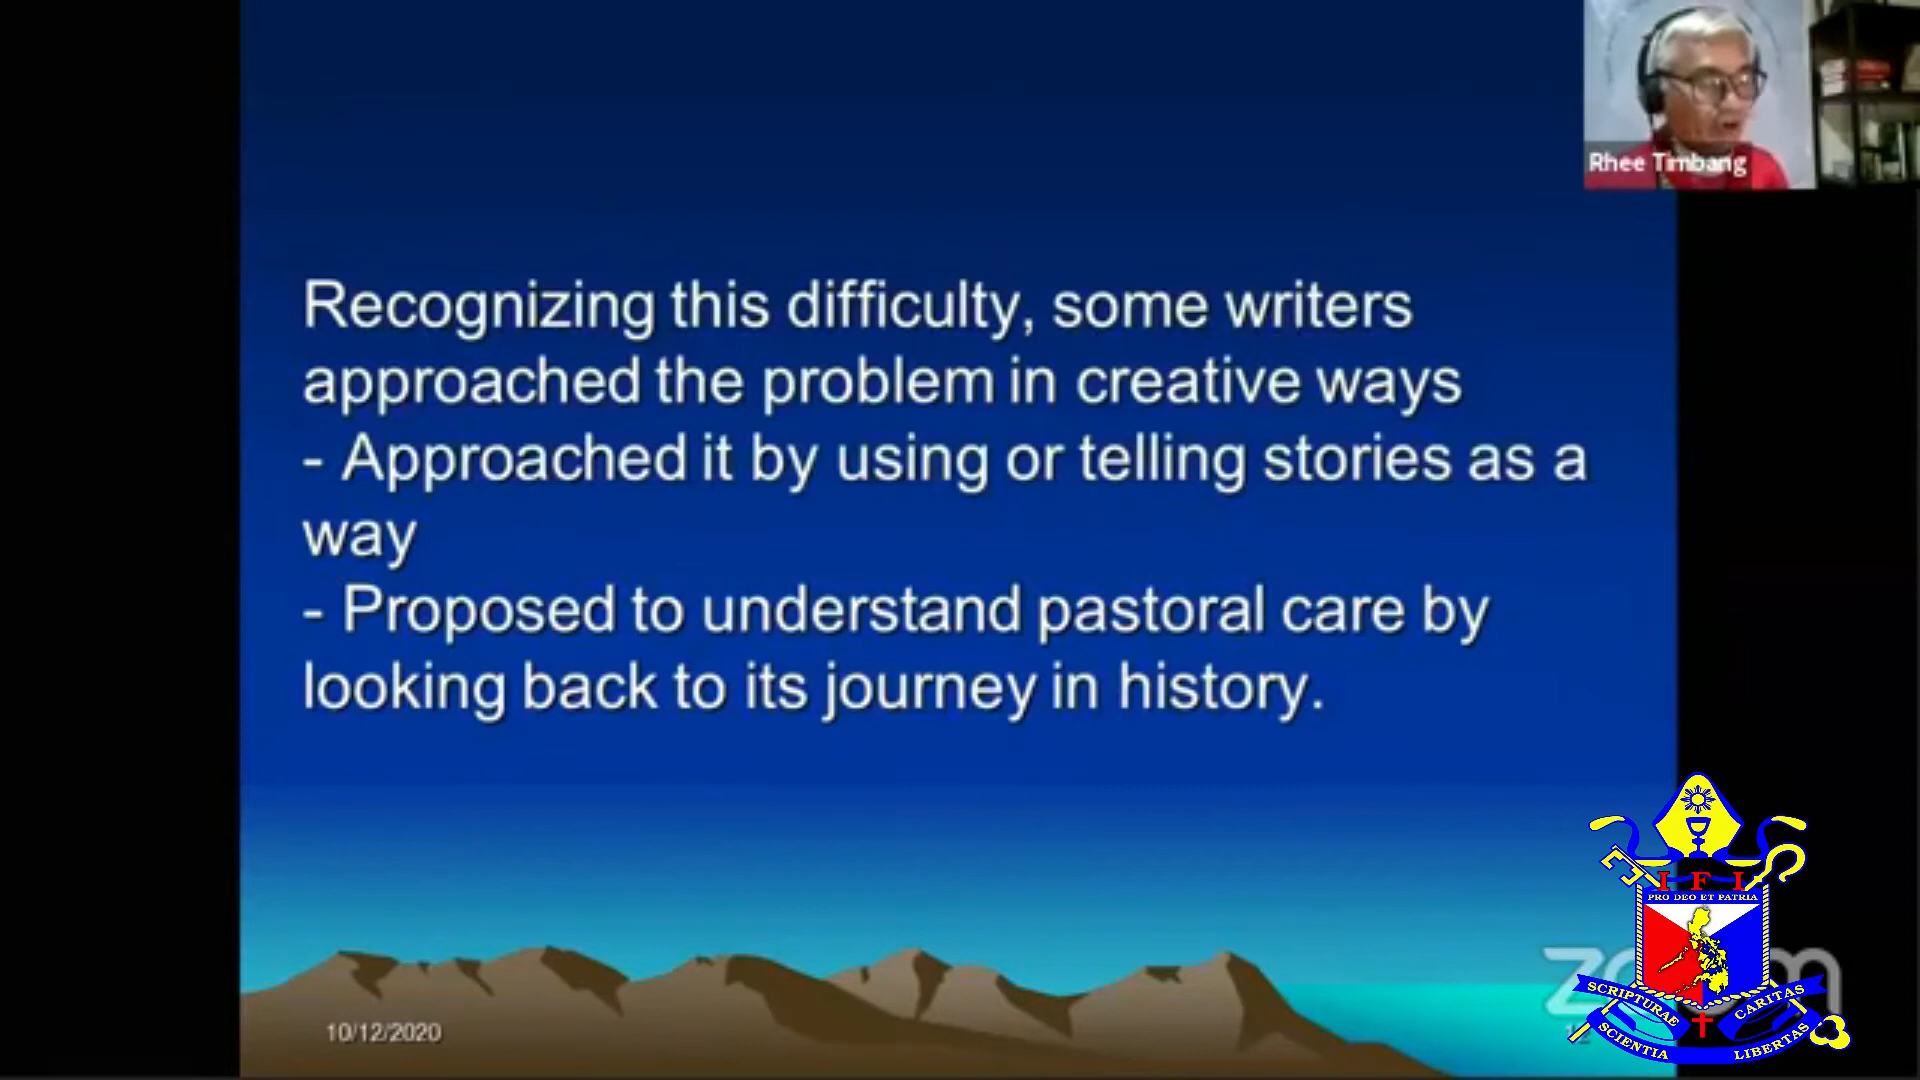 Rhee Timbang
Recognizing this difficulty, some writers
approached the problem in creative ways
- Approached it by using or telling stories as a
way
- Proposed to understand pastoral care by
looking back to its journey in history.
10/12/2020
zoom
I F I
PRO DEO ET PATRIA
SCRIPTURAE
CARITAS
SCIENTIA
LIBERTAS